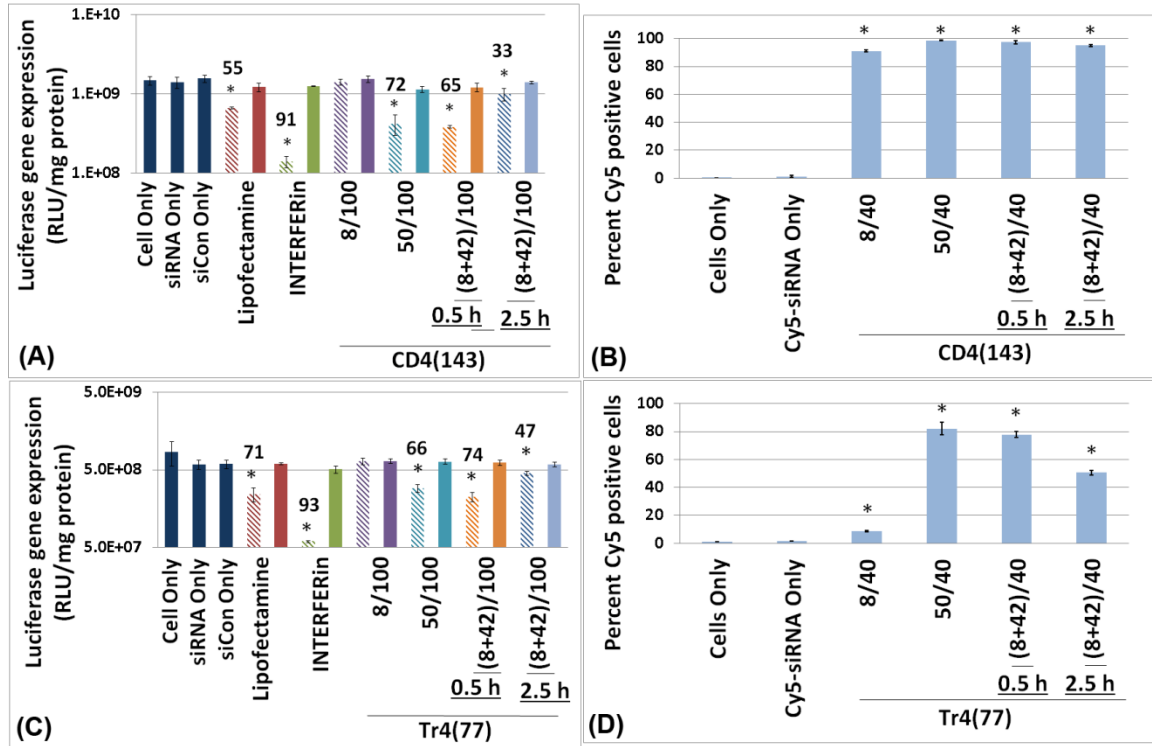 Luciferase gene expression
(RLU/mg protein)
1.E+10
1.E+09
1.E+08
55
*
91
*
72
*
65
*
33
*
Cell Only
siRNA Only
siCon Only
Lipofectamine
INTERFERin
8/100
50/100
(8+42)/100
(8+42)/100
0.5 h
2.5 h
CD4(143)
(A)
Percent Cy5 positive cells
100
80
60
40
20
0
*
*
*
*
Cells Only
Cy5-siRNA Only
8/40
50/40
(8+42)/40
(8+42)/40
0.5 h
2.5 h
CD4(143)
(B)
Luciferase gene expression
(RLU/mg protein)
5.0E+09
5.0E+08
5.0E+07
71
*
93
*
66
*
74
*
47
*
Cell Only
siRNA Only
siCon Only
Lipofectamine
INTERFERin
8/100
50/100
(8+42)/100
(8+42)/100
0.5 h
2.5 h
Tr4(77)
(C)
Percent Cy5 positive cells
100
80
60
40
20
0
*
*
*
*
Cells Only
Cy5-siRNA Only
8/40
50/40
(8+42)/40
(8+42)/40
0.5 h
2.5 h
Tr4(77)
(D)